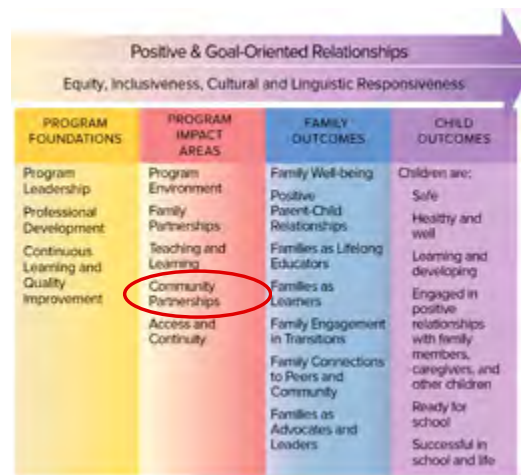 Positive & Goal-Oriented Relationships
Equity, Inclusiveness, Cultural and Linguistic Responsiveness
PROGRAM
FOUNDATIONS
Program
Leadership
Professional
Development
Continuous
Learning and
Quality
Improvement
PROGRAM
IMPACT
AREAS
Program
Environment
Family
Partnerships
Teaching and
Learning
Community
Partnerships
Access and
Continuity
FAMILY
OUTCOMES
Family Well-being
Positive
Parent-Child
Relationships
Families as Lifelong
Educators
Families as
Learners
Family Engagement
in Transitions
Family Connections
to Peers and
Community
Families as
Advocates and
Leaders
CHILD
OUTCOMES
Children are:
Safe
Healthy and
well
Learning and
developing
Engaged in
positive
relationships
with family
members,
caregivers, and
other children
Ready for
school
Successful in
school and life